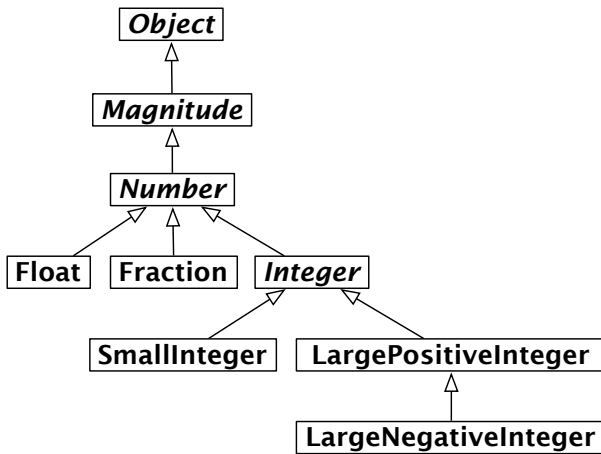 Object
Magnitude
Number
Float
Fraction
Integer
SmallInteger
LargePositiveInteger
LargeNegativeInteger